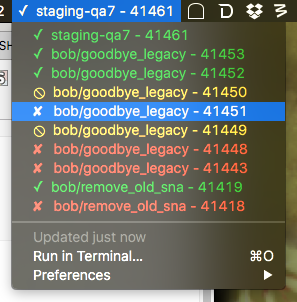 2 ✓ staging-qa7 - 41461
SH
✓ staging-qa7 - 41461
✓ bob/goodbye_legacy - 41453
✓ bob/goodbye_legacy - 41452
🚫 bob/goodbye_legacy - 41450
✘ bob/goodbye_legacy - 41451
🚫 bob/goodbye_legacy - 41449
✘ bob/goodbye_legacy - 41448
✘ bob/goodbye_legacy - 41443
✓ bob/remove_old_sna - 41419
✘ bob/remove_old_sna - 41418
Updated just now
Run in Terminal... ⌘O
Preferences ▶